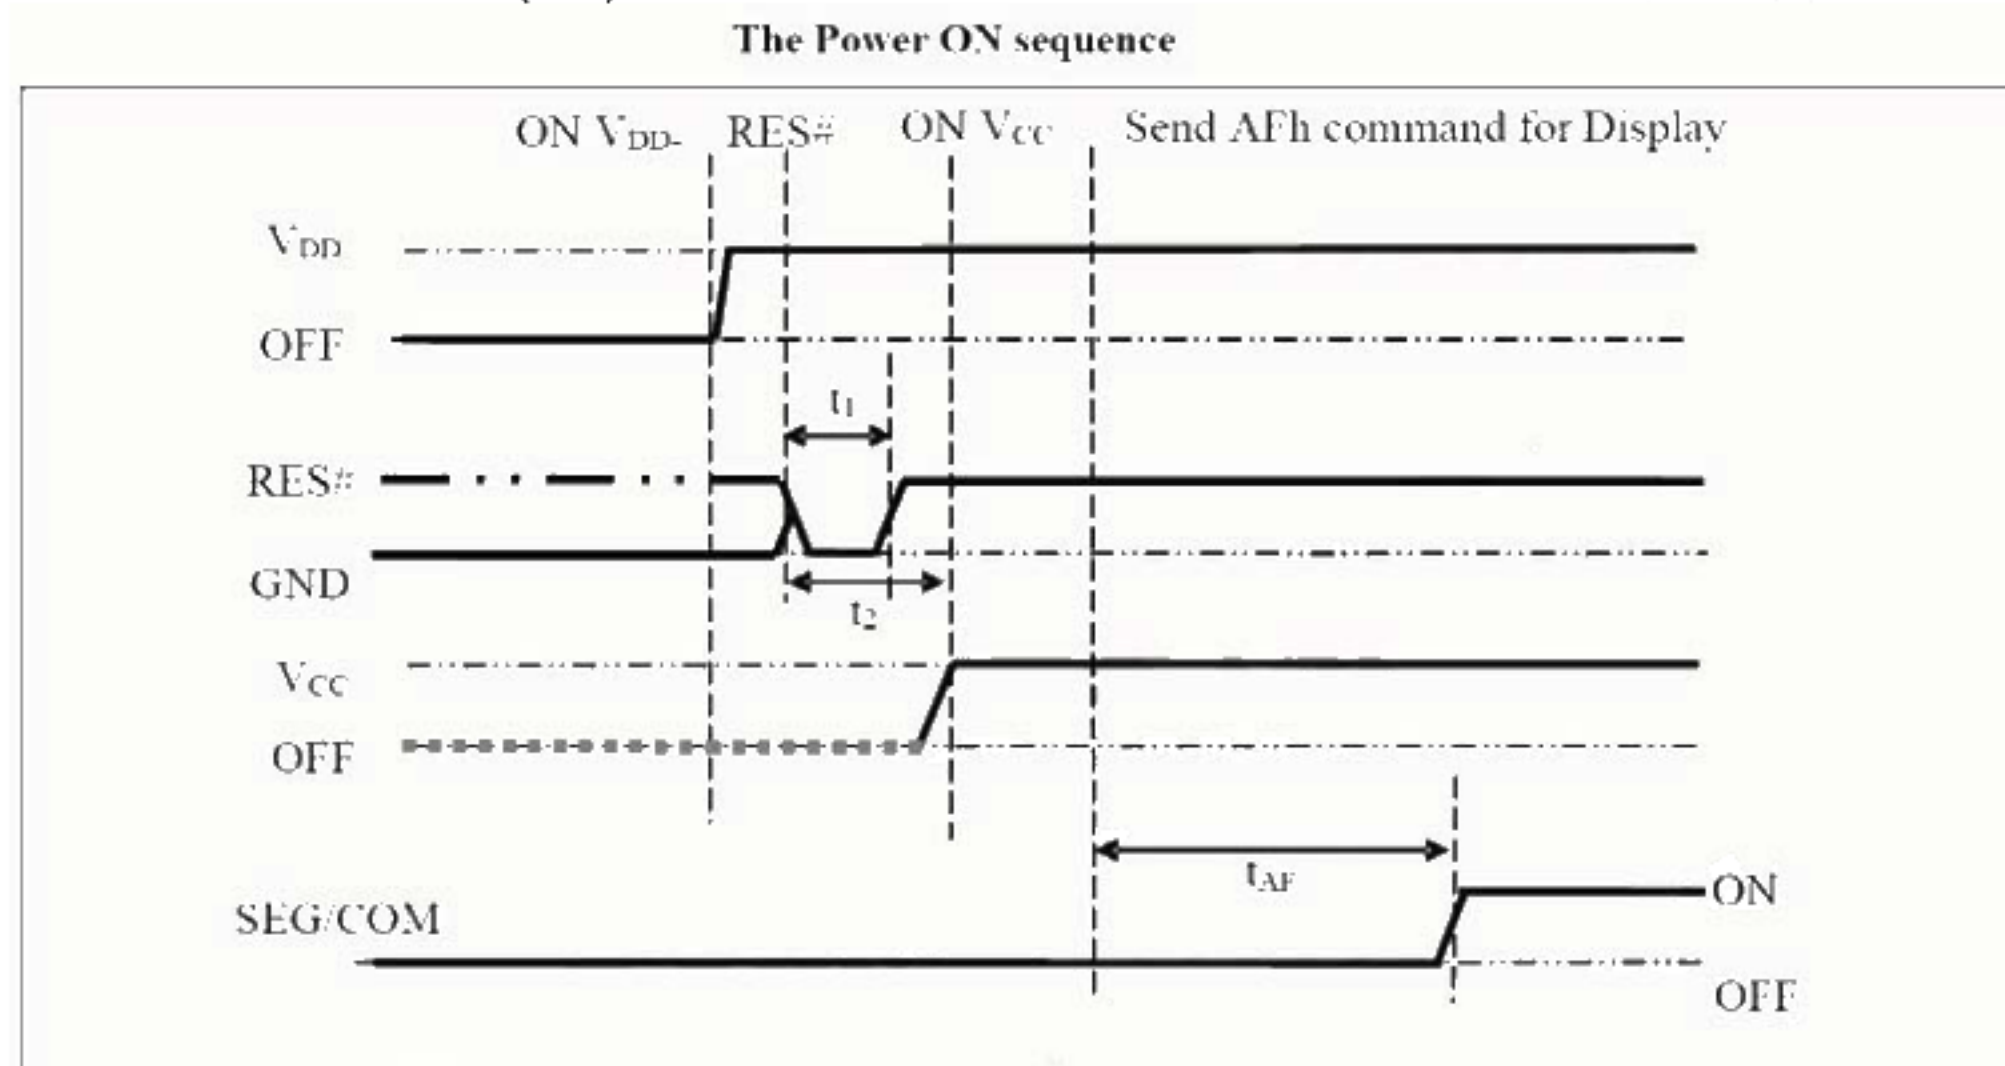 The Power ON sequence
ON VDD- RES# ON VCC Send AFh command for Display
VDD
OFF
t1
RES#
GND
t2
VCC
OFF
tAF
ON
SEG/COM
OFF